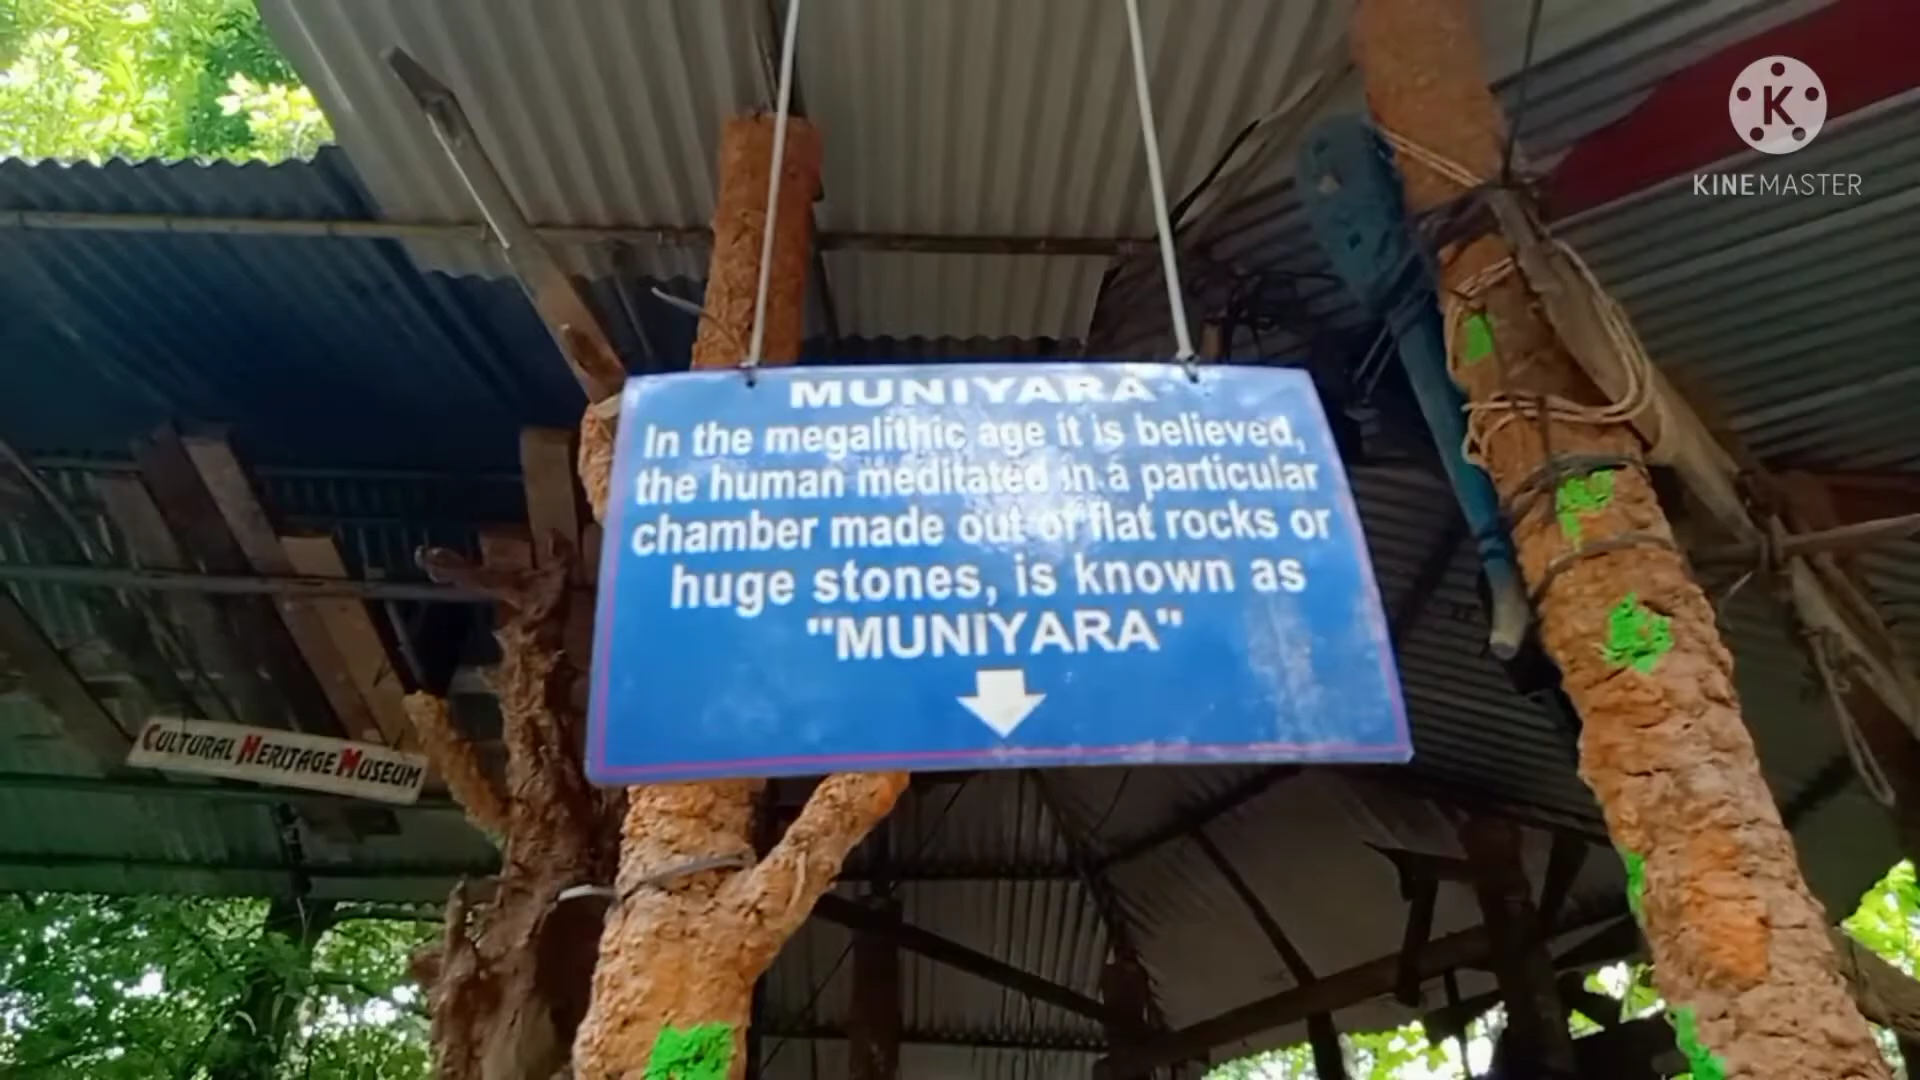 K
KINEMASTER
MUNIYARA
In the megalithic age it is believed,
the human meditated in a particular
chamber made out of flat rocks or
huge stones, is known as
"MUNIYARA"
CULTURAL HERITAGE MUSEUM